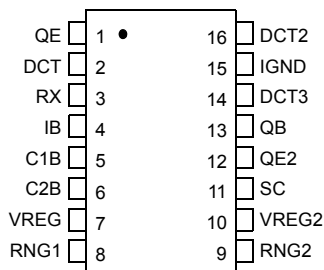 QE 1 16 DCT2
DCT 2 15 IGND
RX 3 14 DCT3
IB 4 13 QB
C1B 5 12 QE2
C2B 6 11 SC
VREG 7 10 VREG2
RNG1 8 9 RNG2